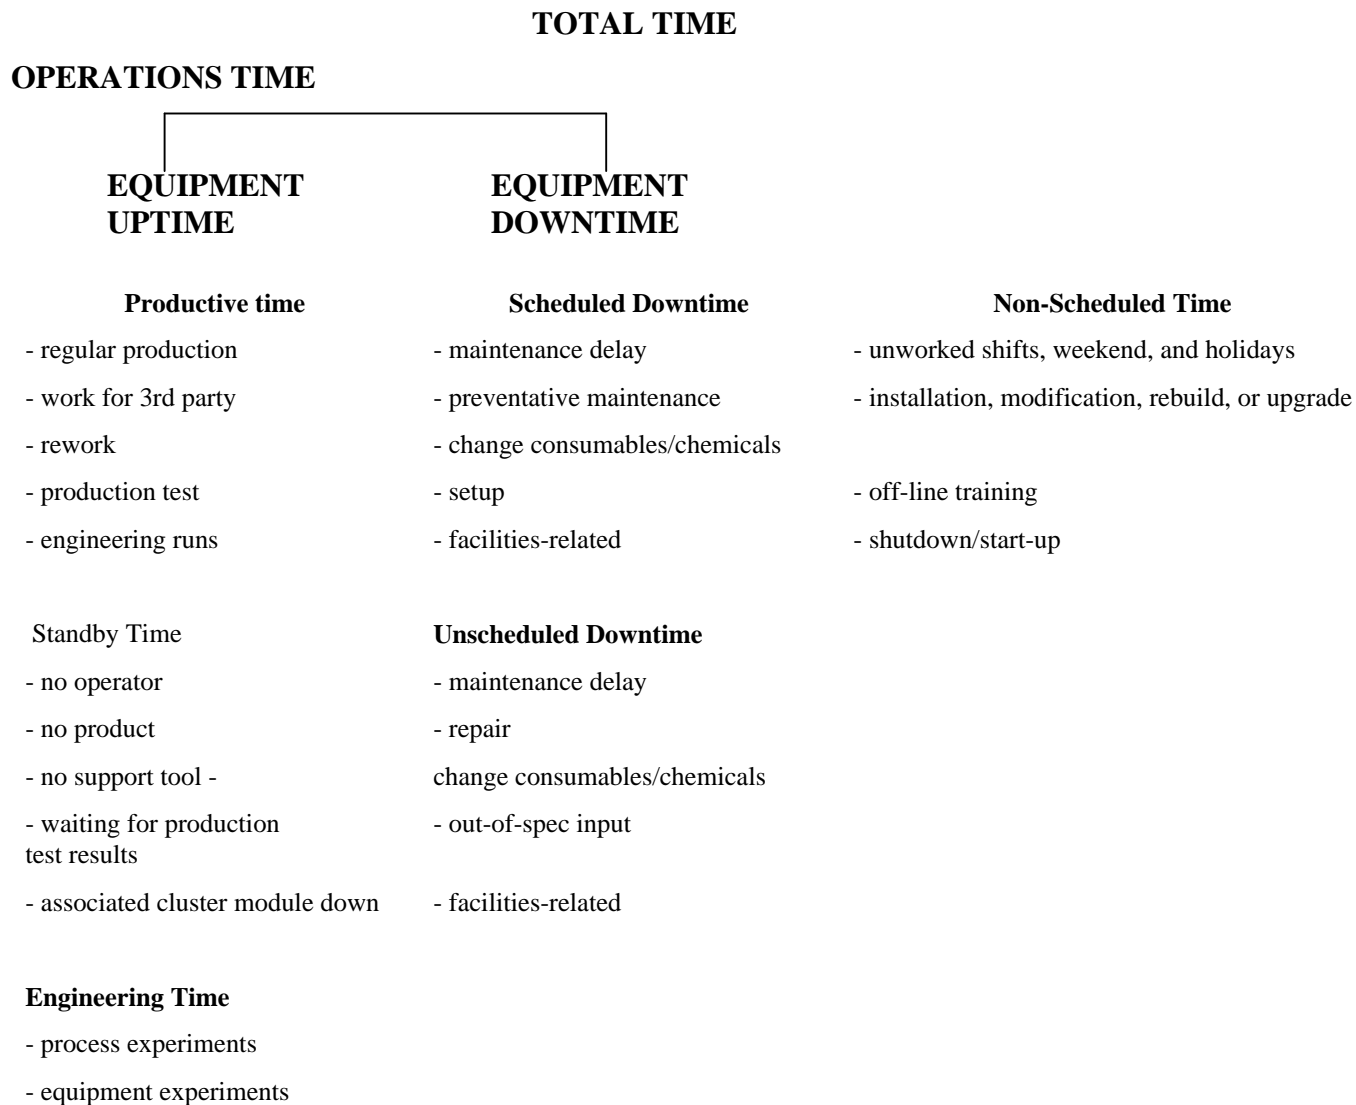 TOTAL TIME
OPERATIONS TIME
EQUIPMENT
UPTIME
EQUIPMENT
DOWNTIME
Productive time
Scheduled Downtime
Non-Scheduled Time
- regular production
- maintenance delay
- unworked shifts, weekend, and holidays
- work for 3rd party
- preventative maintenance
- installation, modification, rebuild, or upgrade
- rework
- change consumables/chemicals
- production test
- setup
- off-line training
- engineering runs
- facilities-related
- shutdown/start-up
Standby Time
Unscheduled Downtime
- no operator
- maintenance delay
- no product
- repair
- no support tool -
change consumables/chemicals
- waiting for production
test results
- out-of-spec input
- associated cluster module down
- facilities-related
Engineering Time
- process experiments
- equipment experiments